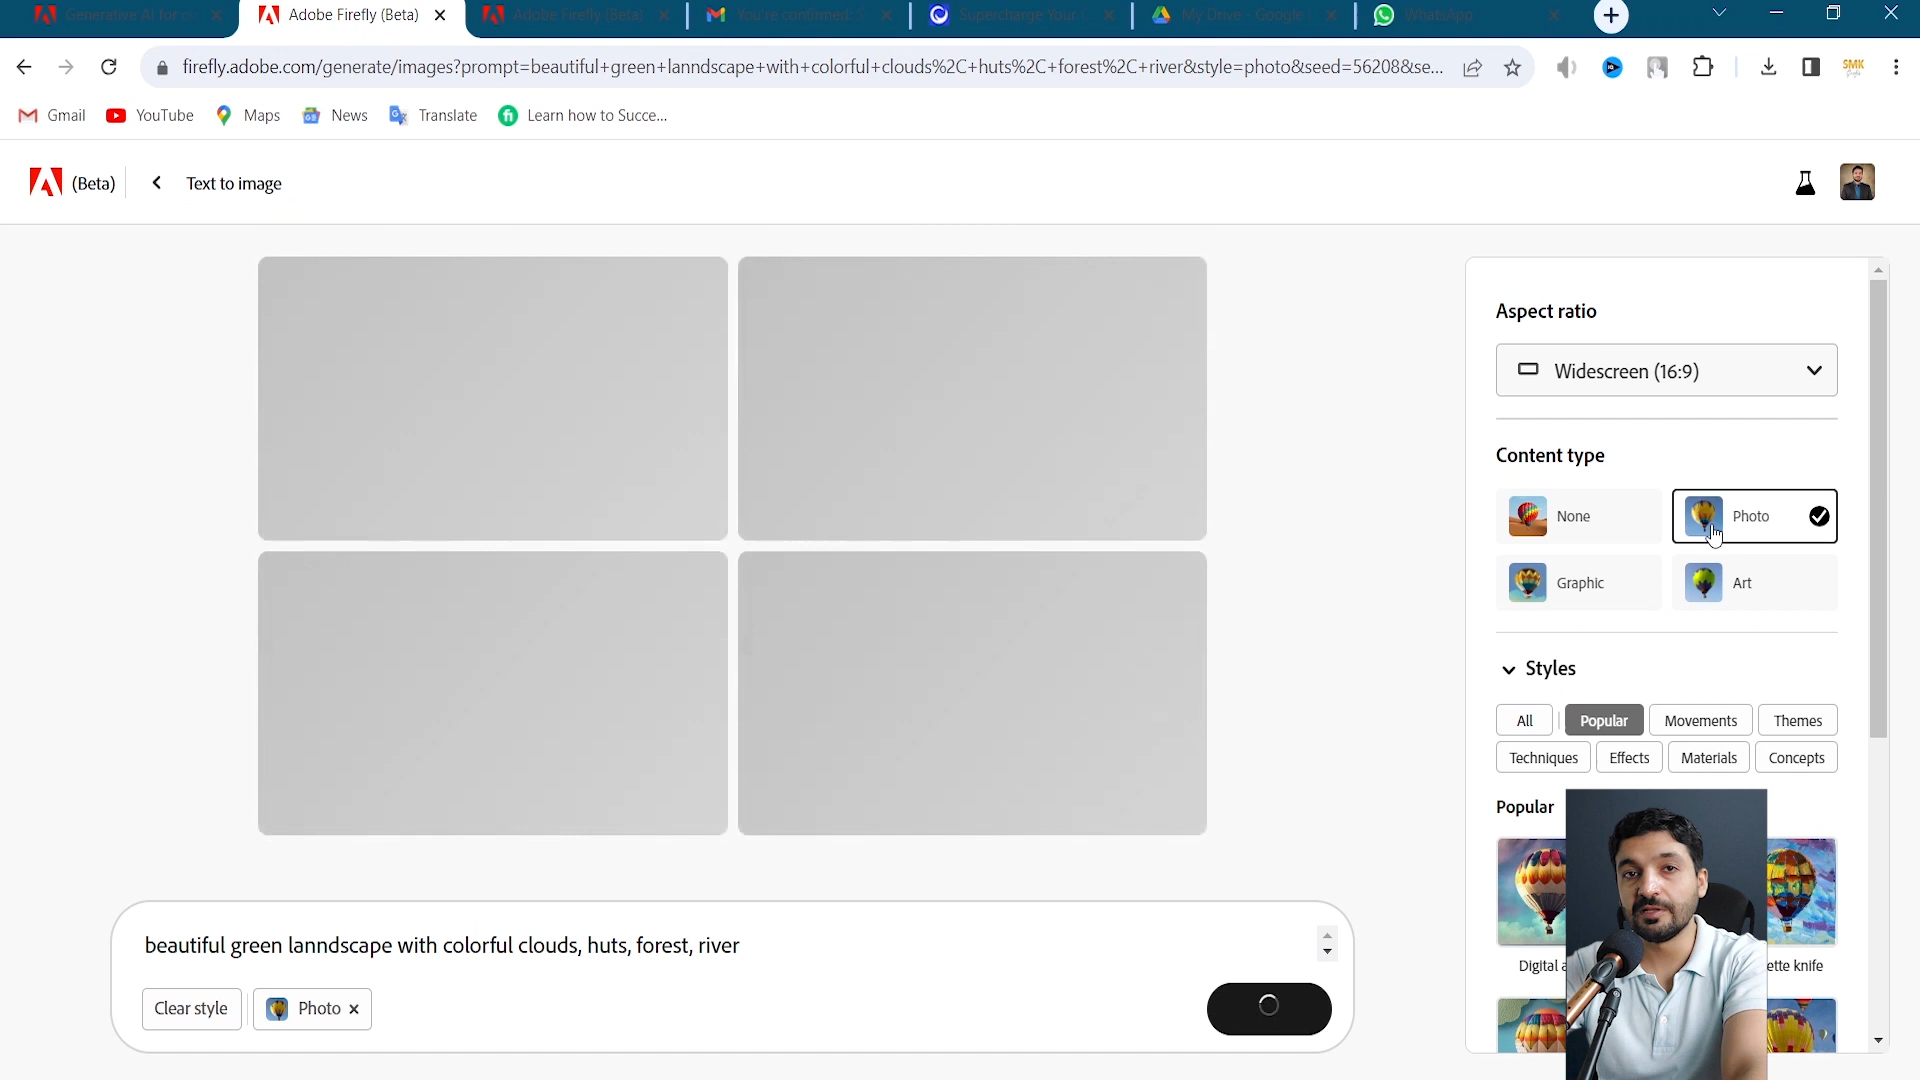 Generative AI for
Adobe Firefly (Beta)
Adobe Firefly (Beta)
You're confirmed:
Supercharge Your
My Drive - Google
WhatsApp
firefly.adobe.com/generate/images?prompt=beautiful+green+lanndscape+with+colorful+clouds%2C+huts%2C+forest%2C+river&style=photo&seed=56208&se...
SMK
Gmail
YouTube
Maps
News
Translate
Learn how to Succe...
(Beta)
Text to image
Aspect ratio
Widescreen (16:9)
Content type
None
Photo
Graphic
Art
Styles
All
Popular
Movements
Themes
Techniques
Effects
Materials
Concepts
Popular
Digital a
ette knife
beautiful green lanndscape with colorful clouds, huts, forest, river
Clear style
Photo